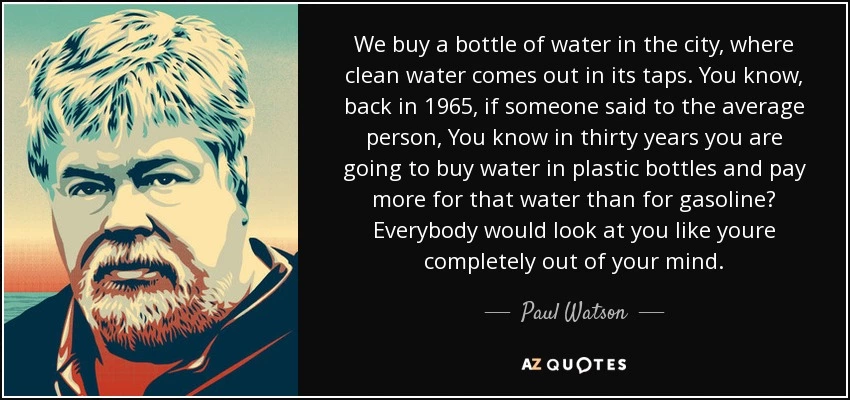 We buy a bottle of water in the city, where
clean water comes out in its taps. You know,
back in 1965, if someone said to the average
person, You know in thirty years you are
going to buy water in plastic bottles and pay
more for that water than for gasoline?
Everybody would look at you like youre
completely out of your mind.
Paul Watson
AZ QUOTES